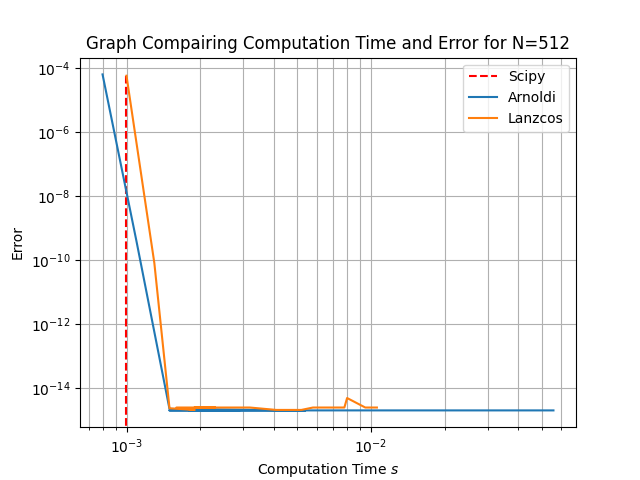 Graph Compairing Computation Time and Error for N=512
Error
10⁻⁴
10⁻⁶
10⁻⁸
10⁻¹⁰
10⁻¹²
10⁻¹⁴
Scipy
Arnoldi
Lanzcos
10⁻³
10⁻²
Computation Time s